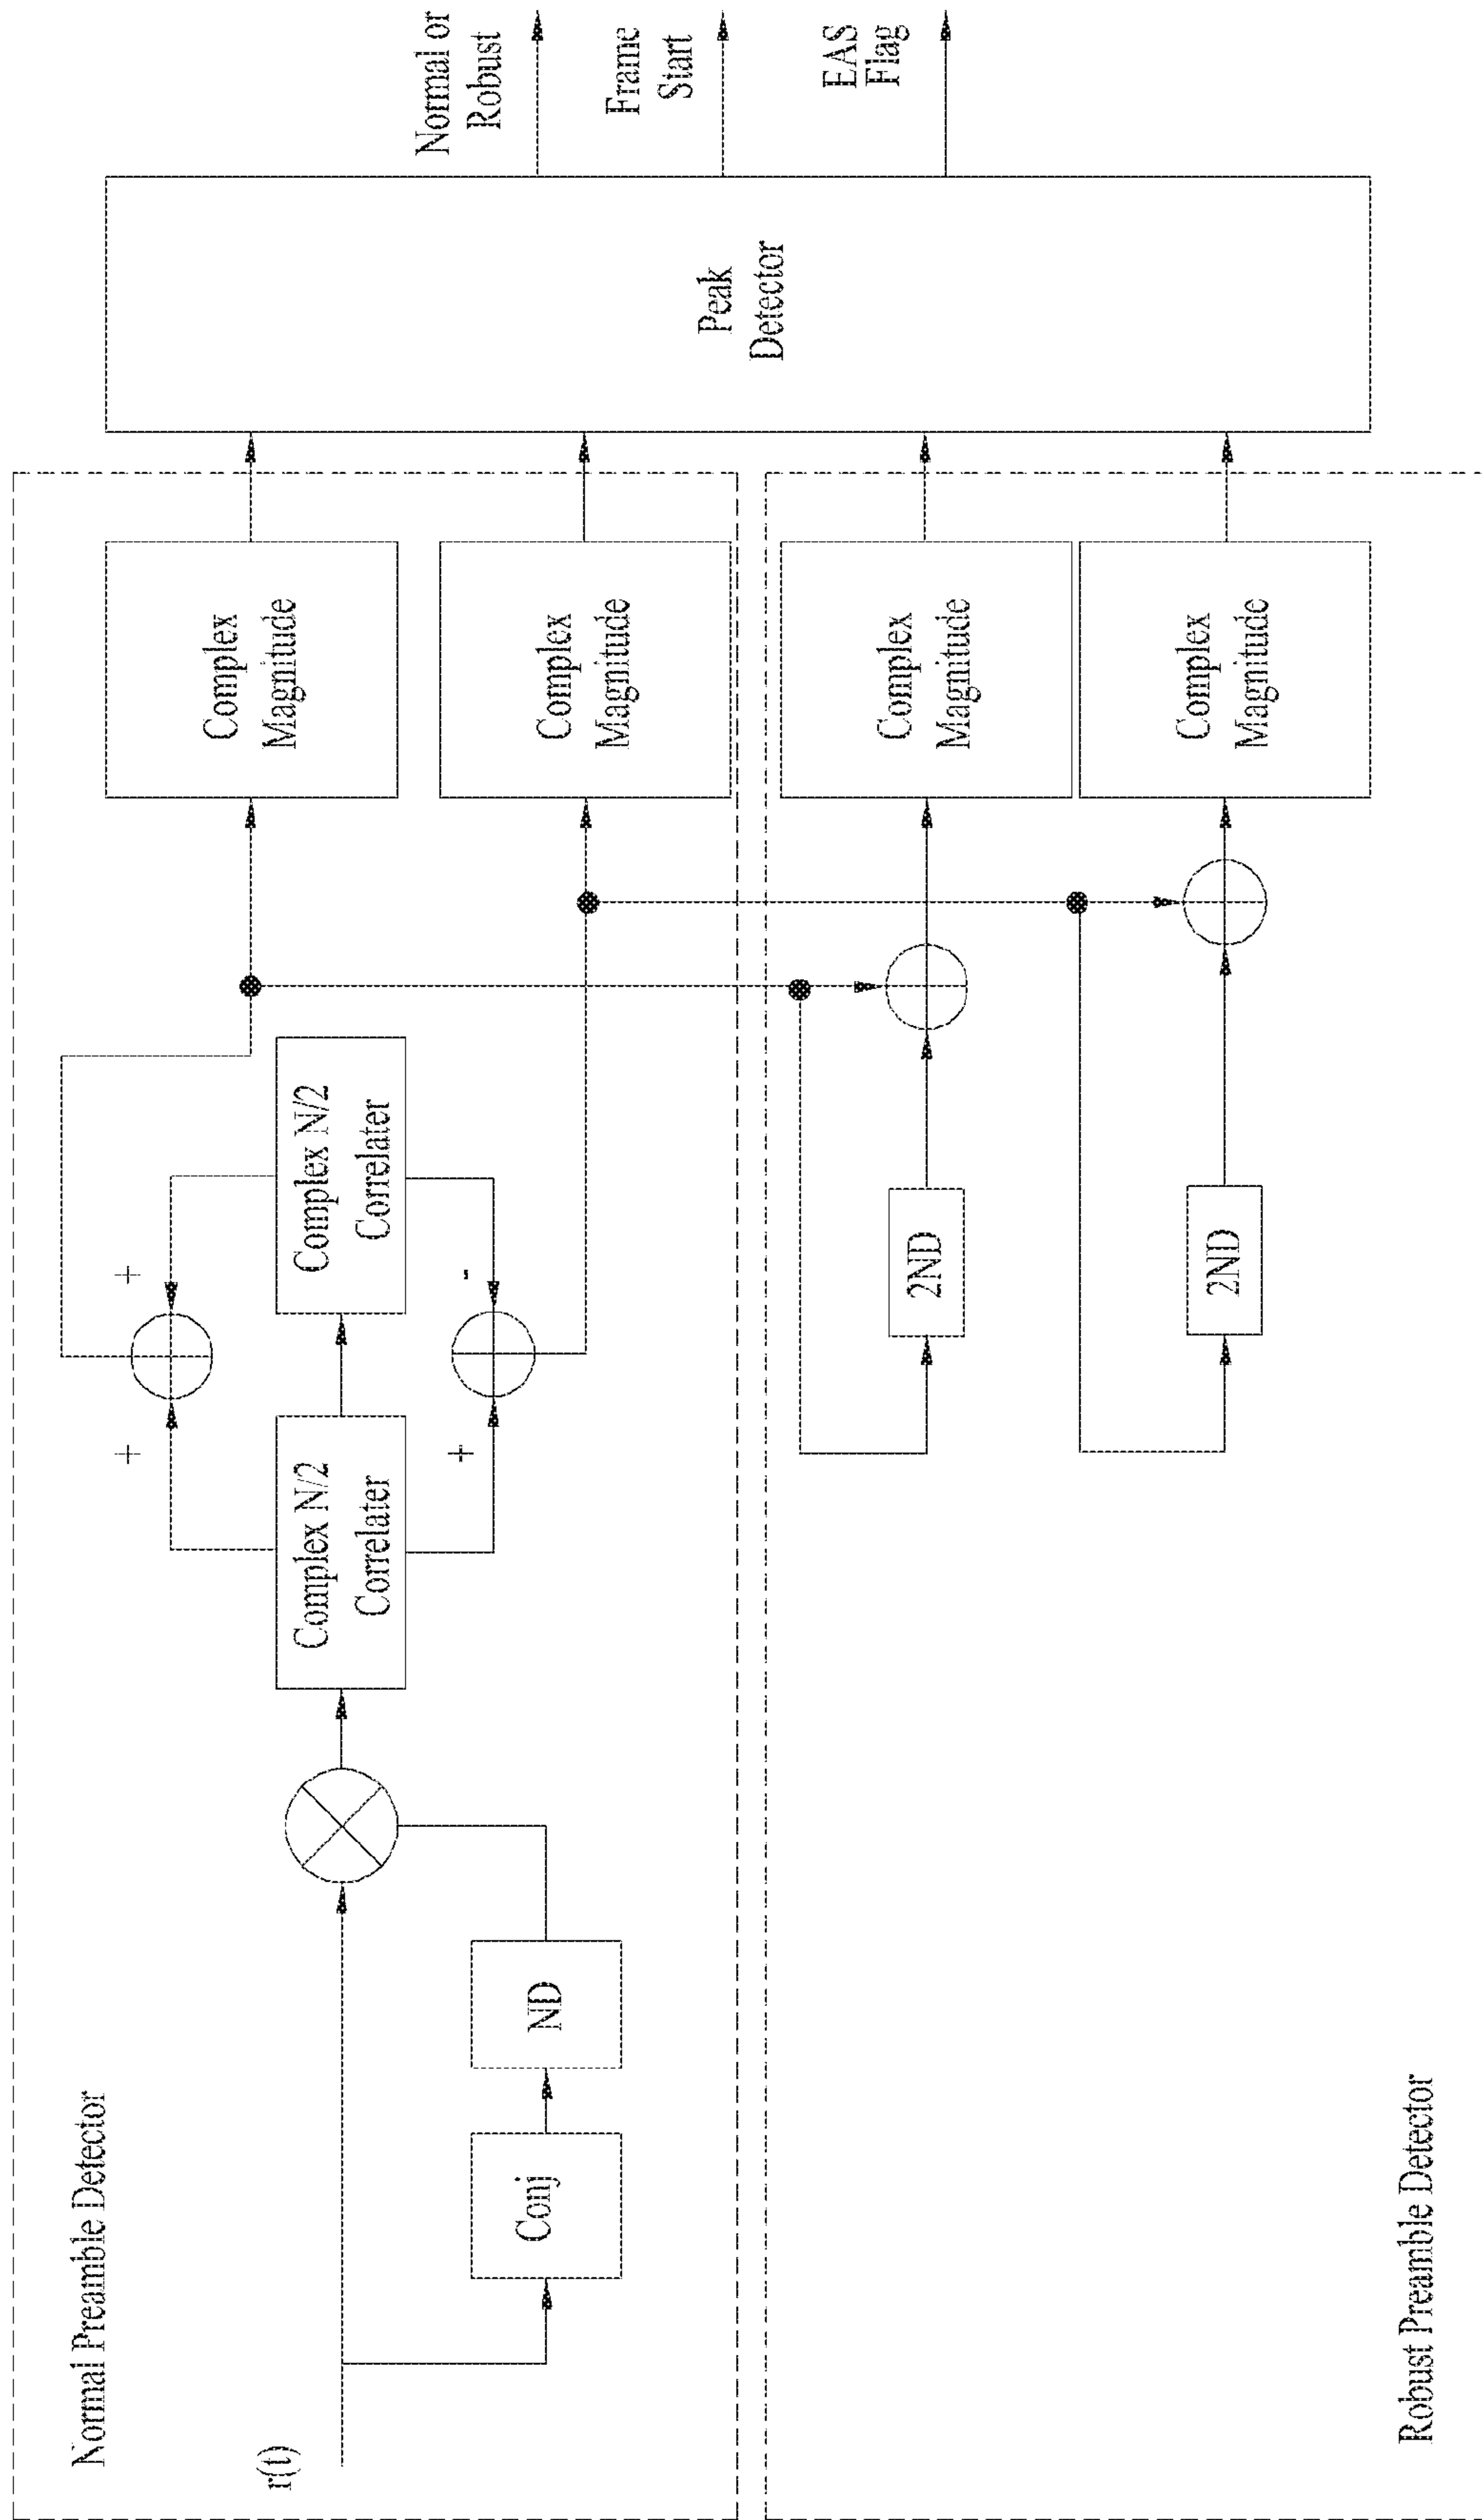 Normal Preamble Detector
r(t)
Conj
ND
Complex N/2
Correlater
Complex N/2
Correlater
+
+
+
-
Complex
Magnitude
Complex
Magnitude
Peak
Detector
Normal or
Robust
Frame
Start
EAS
Flag
2ND
2ND
Complex
Magnitude
Complex
Magnitude
Robust Preamble Detector